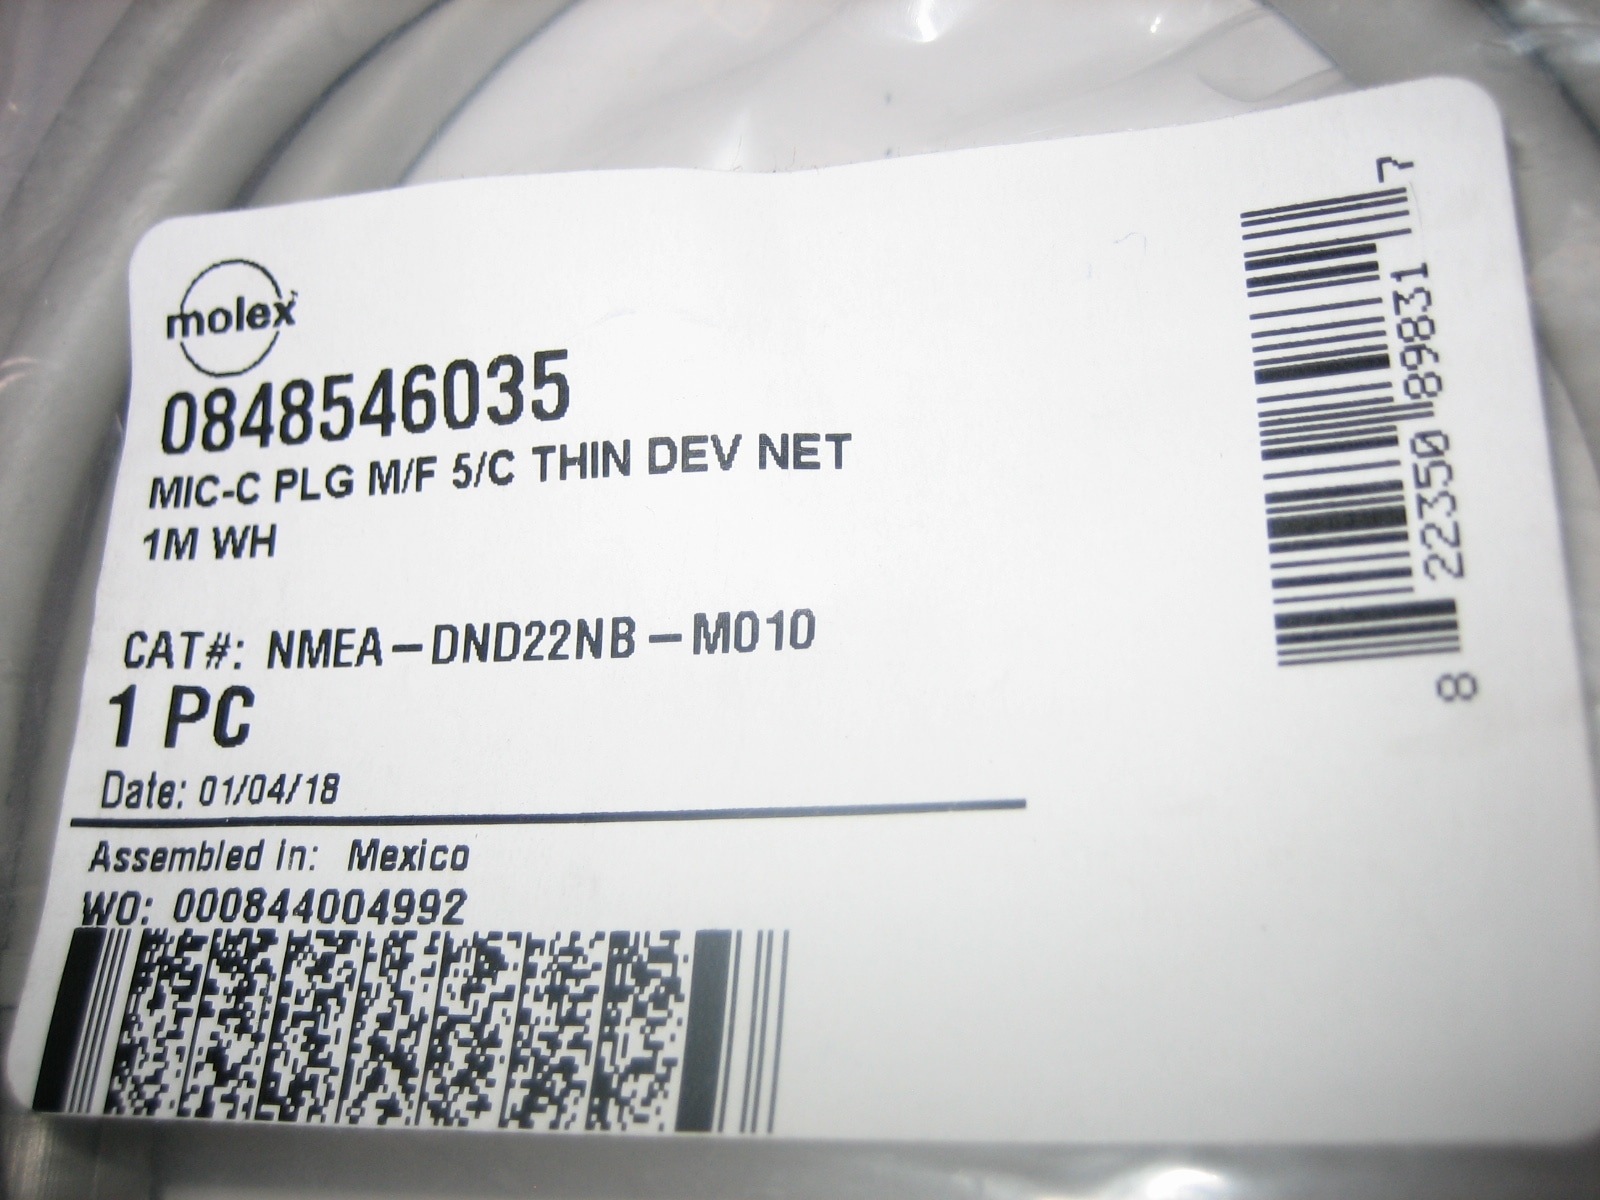 molex
0848546035
MIC-C PLG M/F 5/C THIN DEV NET
1M WH
CAT#: NMEA-DND22NB-M010
1 PC
Date: 01/04/18
Assembled in: Mexico
WO: 000844004992
8 22350 89831 7